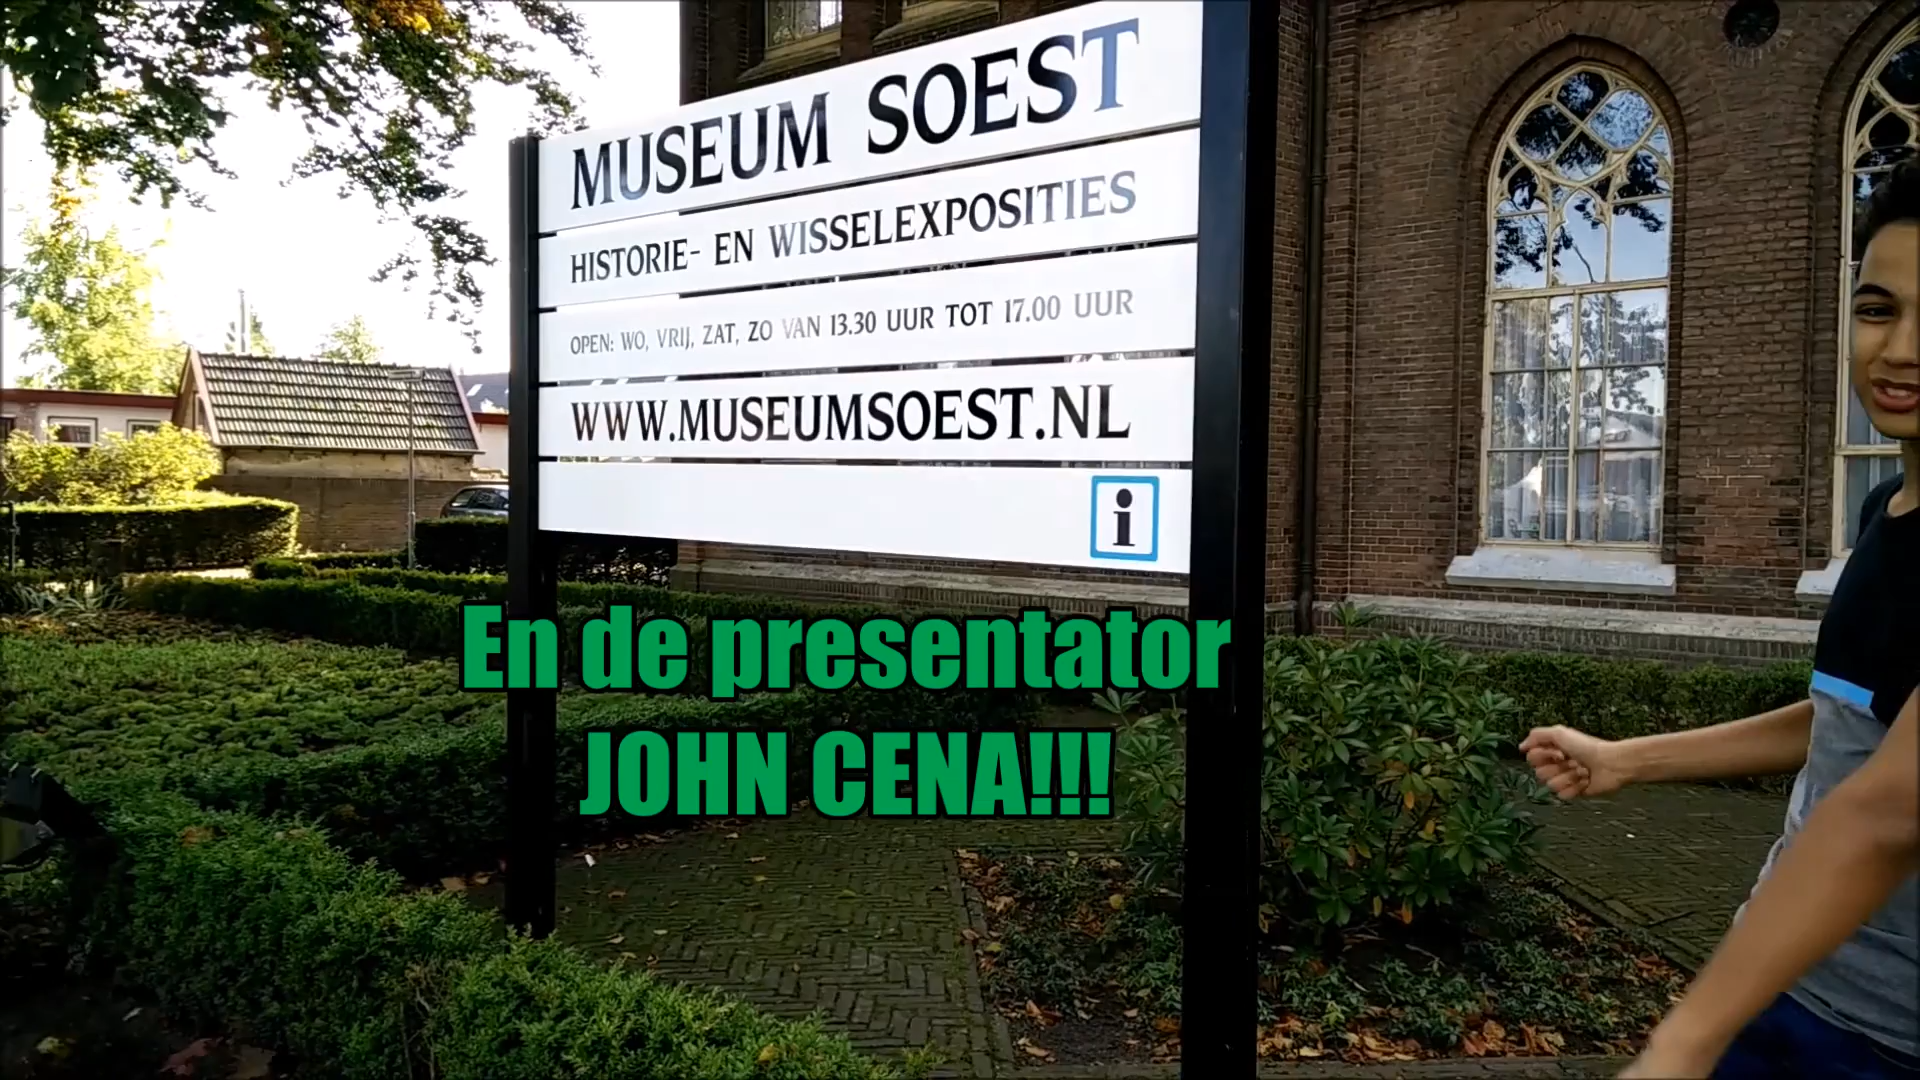 MUSEUM SOEST
HISTORIE- EN WISSELEXPOSITIES
OPEN: WO, VRIJ, ZAT, ZO VAN 13.30 UUR TOT 17.00 UUR
WWW.MUSEUMSOEST.NL
i
En de presentator
JOHN CENA!!!